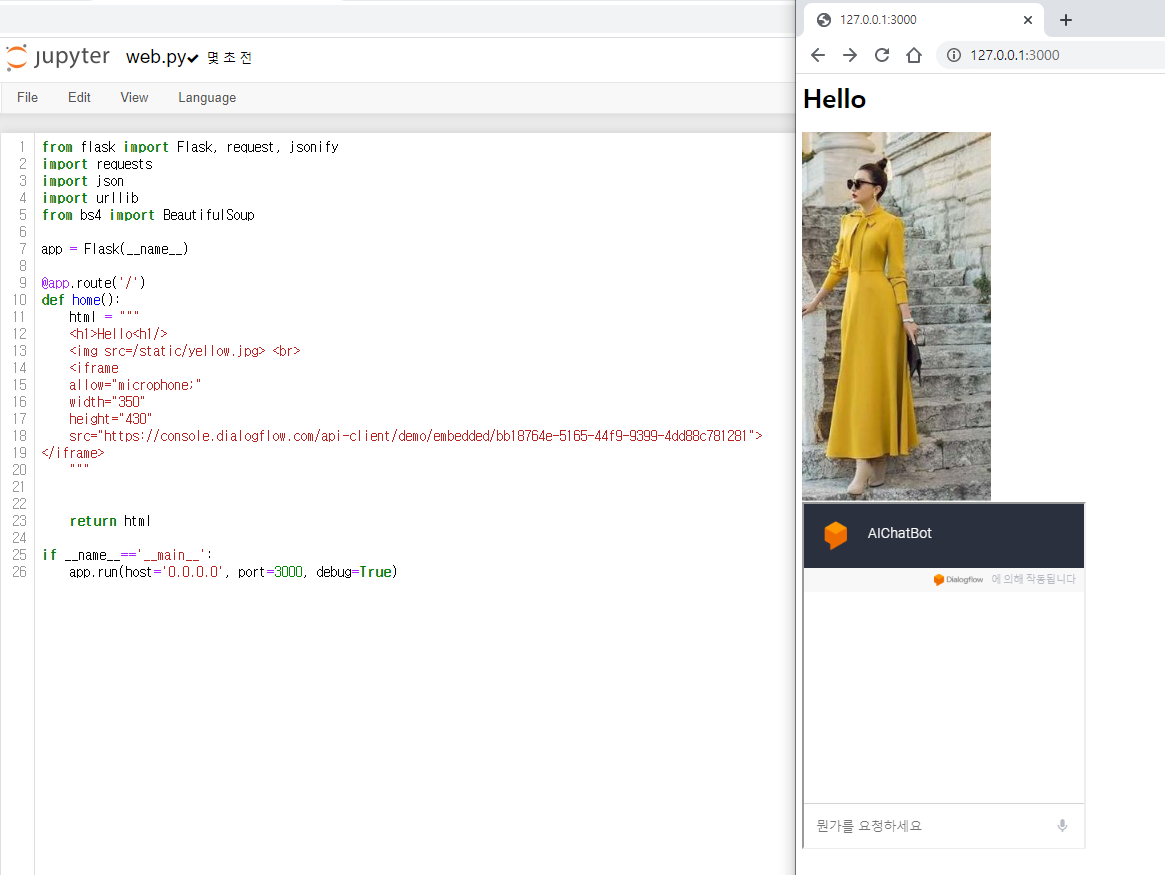 jupyter web.py✔ 몇 초 전
File Edit View Language
1 from flask import Flask, request, jsonify
2 import requests
3 import json
4 import urllib
5 from bs4 import BeautifulSoup
6
7 app = Flask(__name__)
8
9 @app.route('/')
10 def home():
11     html = """
12     <h1>Hello<h1/>
13     <img src=/static/yellow.jpg> <br>
14     <iframe
15     allow="microphone;"
16     width="350"
17     height="430"
18     src="https://console.dialogflow.com/api-client/demo/embedded/bb18764e-5165-44f9-9399-4dd88c781281">
19 </iframe>
20     """
21
22
23     return html
24
25 if __name__=='__main__':
26     app.run(host='0.0.0.0', port=3000, debug=True)
127.0.0.1:3000
127.0.0.1:3000
Hello
AIChatBot
Dialogflow 에 의해 작동됩니다
뭔가를 요청하세요